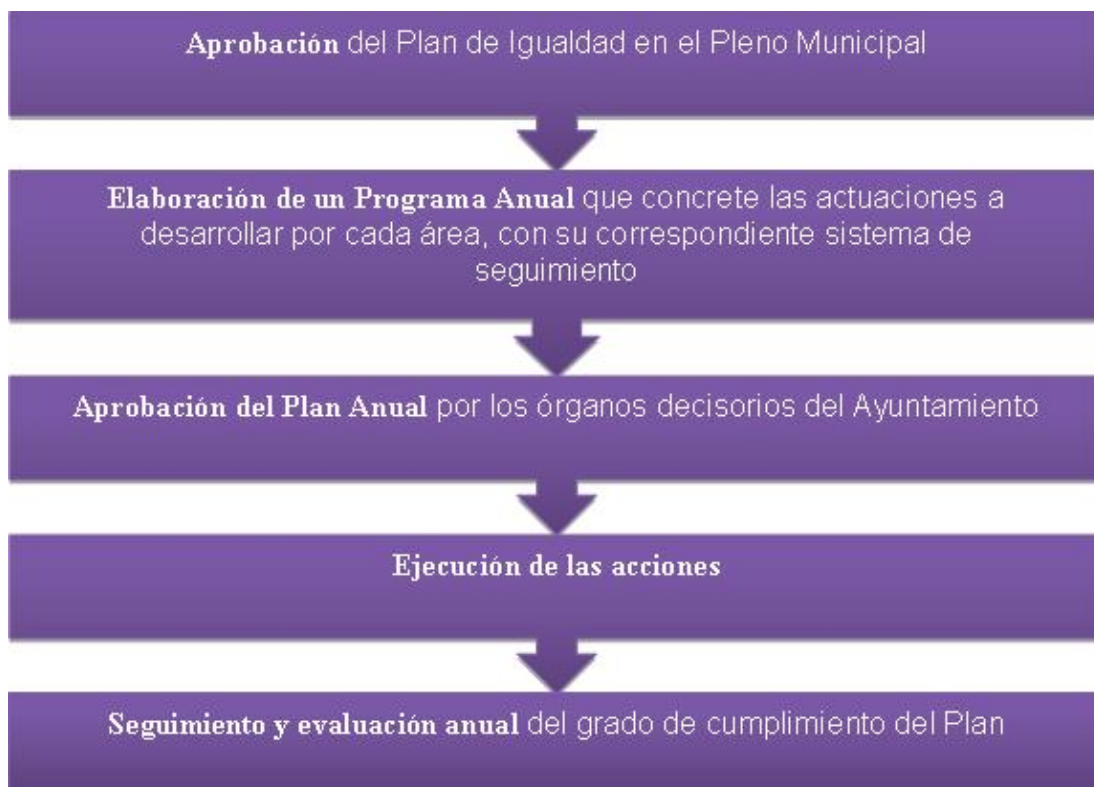 Aprobación del Plan de Igualdad en el Pleno Municipal
Elaboración de un Programa Anual que concrete las actuaciones a
desarrollar por cada área, con su correspondiente sistema de
seguimiento
Aprobación del Plan Anual por los órganos decisorios del Ayuntamiento
Ejecución de las acciones
Seguimiento y evaluación anual del grado de cumplimiento del Plan